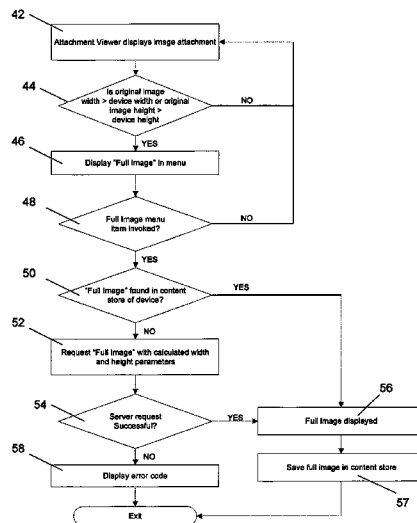 42
Attachment Viewer displays image attachment
44
Is original image
width > device width or original
image height >
device height
NO
YES
46
Display "Full Image" in menu
48
Full Image menu
item invoked?
NO
YES
50
"Full Image" found in content
store of device?
YES
NO
52
Request "Full Image" with calculated width
and height parameters
54
Server request
Successful?
YES
56
Full Image displayed
NO
58
Display error code
Save full image in content store
57
Exit